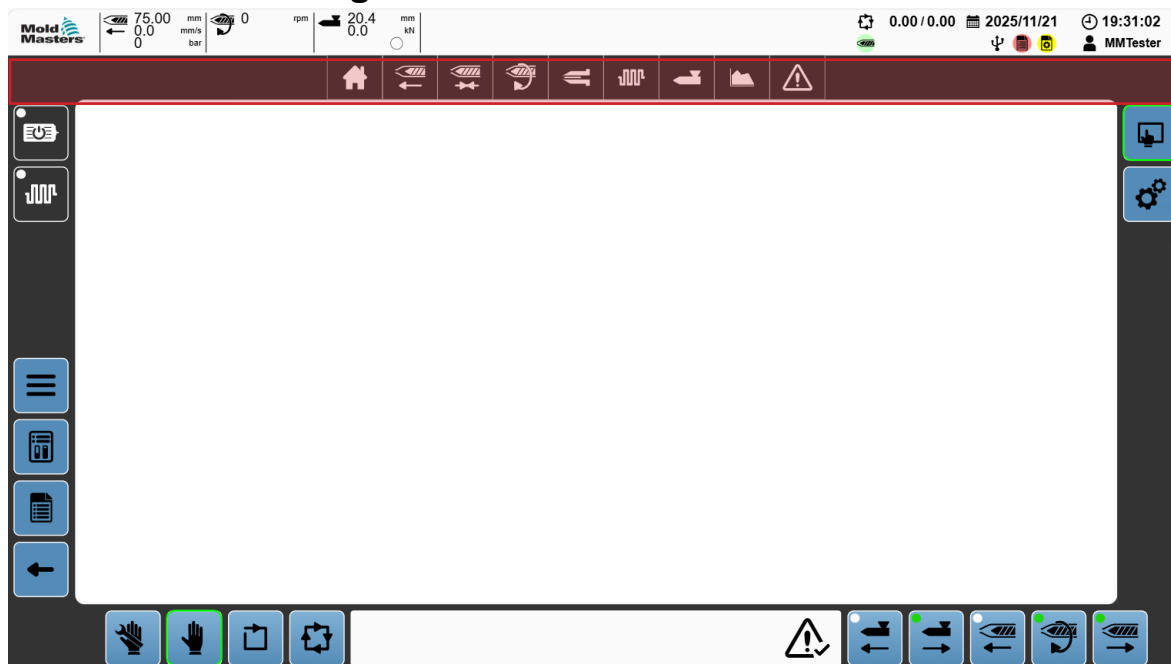 Mold
Masters
75.00 mm
0.0 mm/s
0 bar
0 rpm
20.4 mm
0.0 kN
0.00 / 0.00
2025/11/21
19:31:02
MMTester